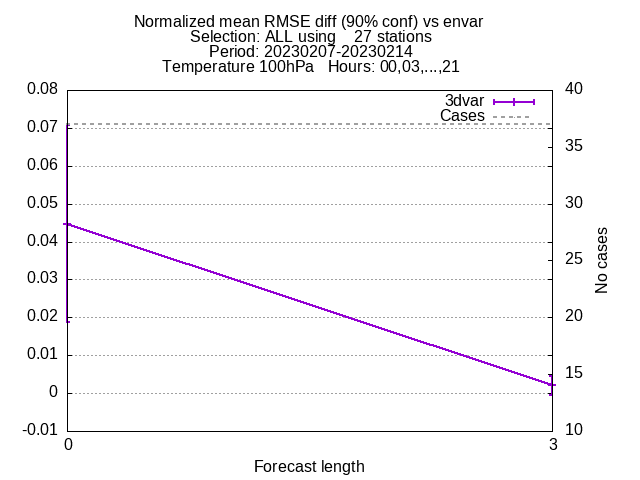 Normalized mean RMSE diff (90% conf) vs envar
Selection: ALL using    27 stations
Period: 20230207-20230214
Temperature 100hPa   Hours: 00,03,...,21
3dvar
Cases
0.08
0.07
0.06
0.05
0.04
0.03
0.02
0.01
0
-0.01
40
35
30
25
20
15
10
No cases
0
3
Forecast length